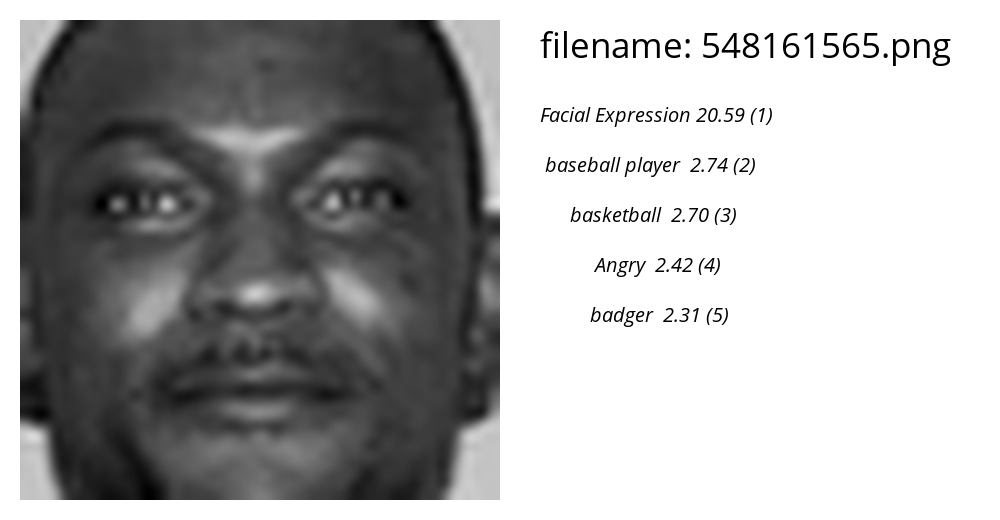 filename: 548161565.png
Facial Expression 20.59 (1)
baseball player 2.74 (2)
basketball 2.70 (3)
Angry 2.42 (4)
badger 2.31 (5)